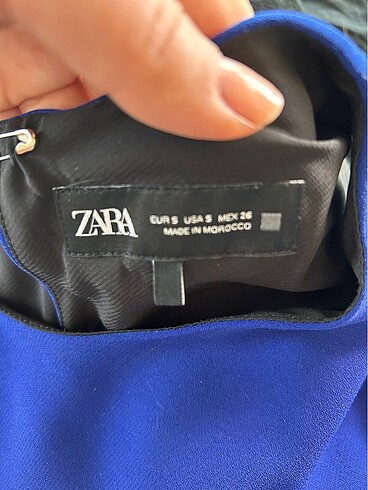 ZARA
EUR S USA S MEX 26
MADE IN MOROCCO